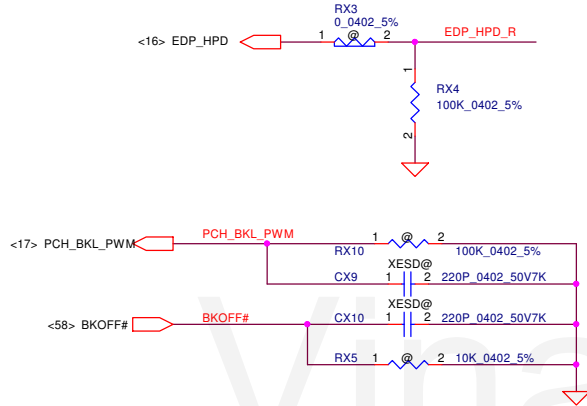 RX3
0_0402_5%
<16> EDP_HPD
1 @ 2
EDP_HPD_R
1
RX4
100K_0402_5%
2
<17> PCH_BKL_PWM
PCH_BKL_PWM
RX10 1 @ 2 100K_0402_5%
XESD@
CX9 1 2 220P_0402_50V7K
XESD@
<58> BKOFF#
BKOFF#
CX10 1 2 220P_0402_50V7K
RX5 1 @ 2 10K_0402_5%
Vina